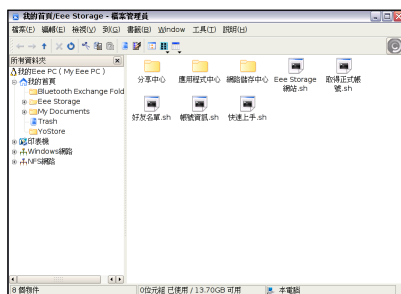 我的首頁/Eee Storage - 檔案管理員
檔案(F) 編輯(E) 檢視(V) 到(G) 書籤(B) Window 工具(T) 說明(H)
所有資料夾
我的Eee PC ( My Eee PC )
我的首頁
Bluetooth Exchange Fold
Eee Storage
My Documents
Trash
YoStore
印表機
Windows網路
NFS網路
分享中心
應用程式中心
網路儲存中心
Eee Storage 網站.sh
取得正式帳號.sh
好友名單.sh
帳號資訊.sh
快速上手.sh
8 個物件
0位元組 已使用 / 13.70GB 可用
本電腦